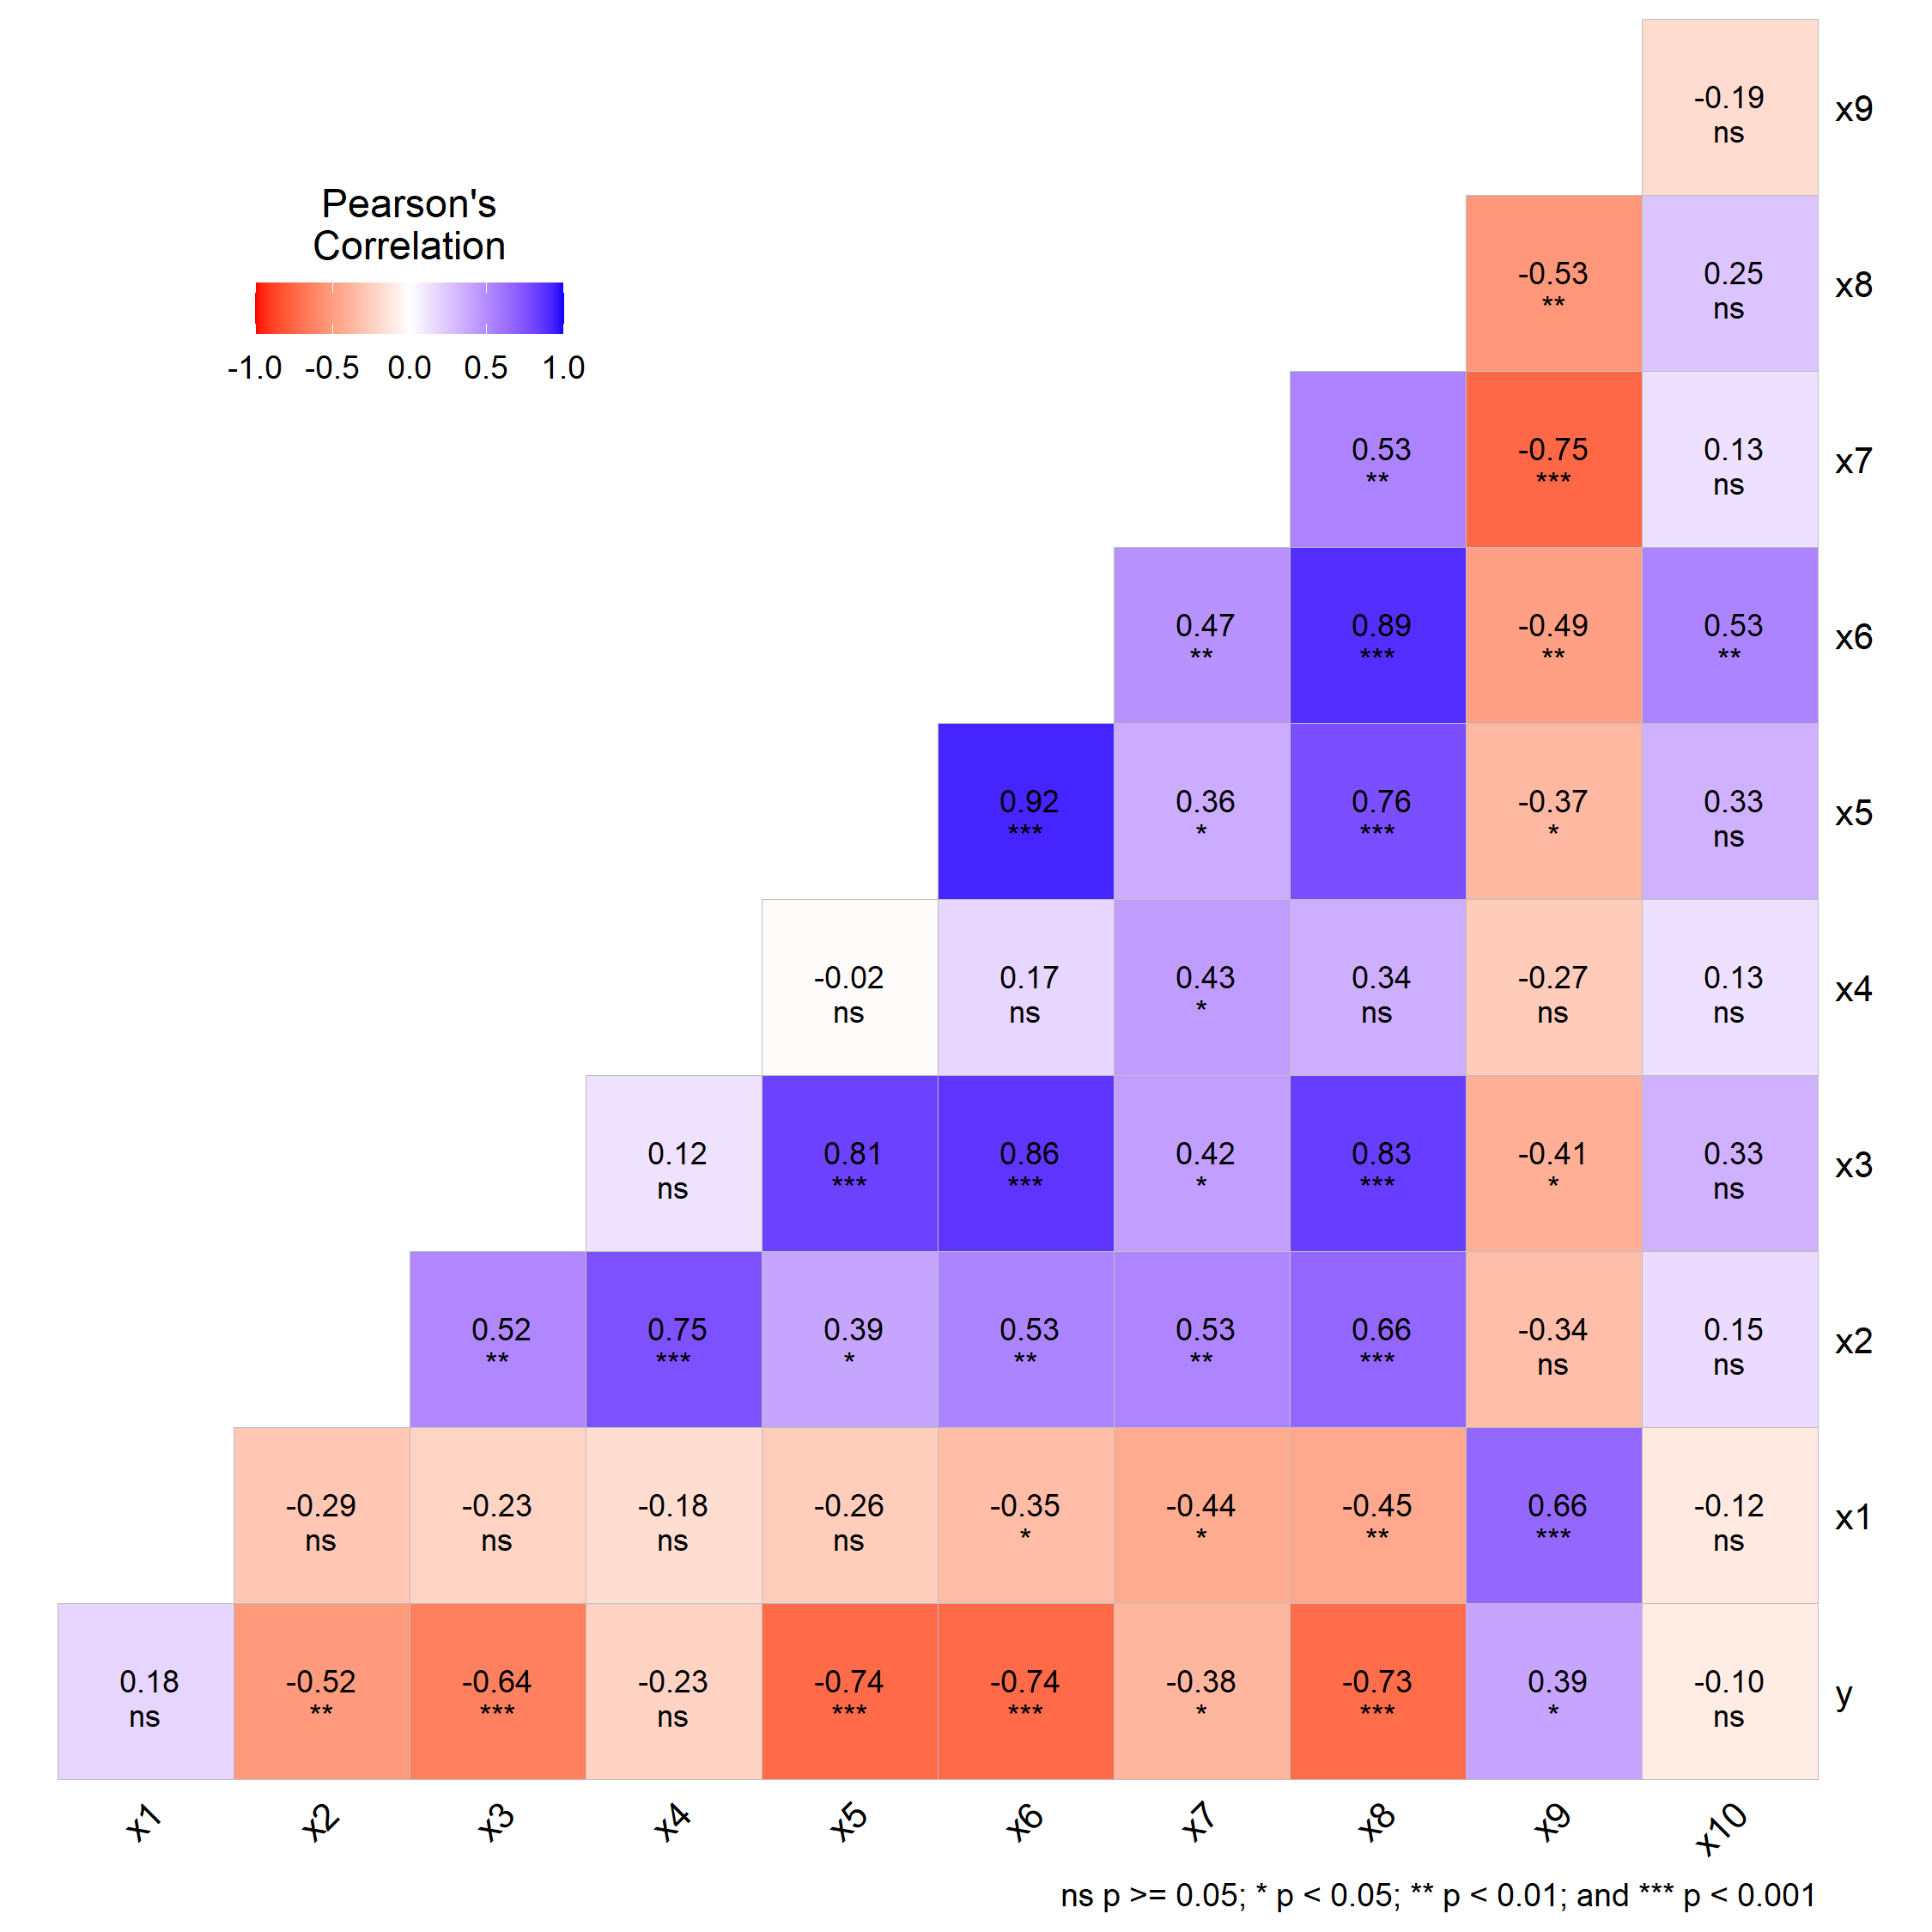 -0.19
ns
x9
Pearson's
Correlation
-1.0 -0.5 0.0 0.5 1.0
-0.53 0.25
** ns
x8
0.53 -0.75 0.13
** *** ns
x7
0.47 0.89 -0.49 0.53
** *** ** **
x6
0.92 0.36 0.76 -0.37 0.33
*** * *** * ns
x5
-0.02 0.17 0.43 0.34 -0.27 0.13
ns ns * ns ns ns
x4
0.12 0.81 0.86 0.42 0.83 -0.41 0.33
ns *** *** * *** * ns
x3
0.52 0.75 0.39 0.53 0.53 0.66 -0.34 0.15
** *** * ** ** *** ns ns
x2
-0.29 -0.23 -0.18 -0.26 -0.35 -0.44 -0.45 0.66 -0.12
ns ns ns ns * * ** *** ns
x1
0.18 -0.52 -0.64 -0.23 -0.74 -0.74 -0.38 -0.73 0.39 -0.10
ns ** *** ns *** *** * *** * ns
y
x1 x2 x3 x4 x5 x6 x7 x8 x9 x10
ns p >= 0.05; * p < 0.05; ** p < 0.01; and *** p < 0.001